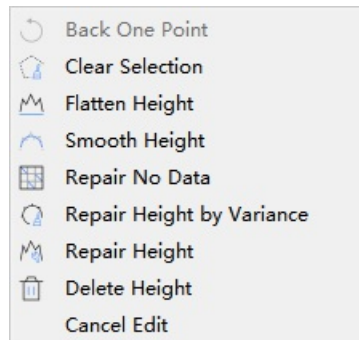 Back One Point
Clear Selection
Flatten Height
Smooth Height
Repair No Data
Repair Height by Variance
Repair Height
Delete Height
Cancel Edit